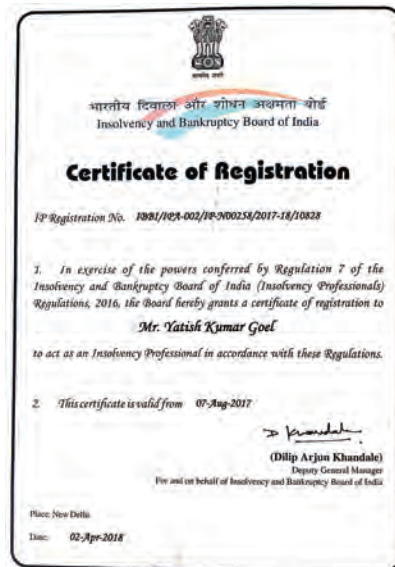 सत्यमेव जयते
भारतीय दिवाला और शोधन अक्षमता बोर्ड
Insolvency and Bankruptcy Board of India
Certificate of Registration
IP Registration No. IBBI/IPA-002/IP-N00258/2017-18/10828
1. In exercise of the powers conferred by Regulation 7 of the
Insolvency and Bankruptcy Board of India (Insolvency Professionals)
Regulations, 2016, the Board hereby grants a certificate of registration to
Mr. Yatish Kumar Goel
to act as an Insolvency Professional in accordance with these Regulations.
2. This certificate is valid from 07-Aug-2017
D Khandale
(Dilip Arjun Khandale)
Deputy General Manager
For and on behalf of Insolvency and Bankruptcy Board of India
Place: New Delhi
Date: 02-Apr-2018